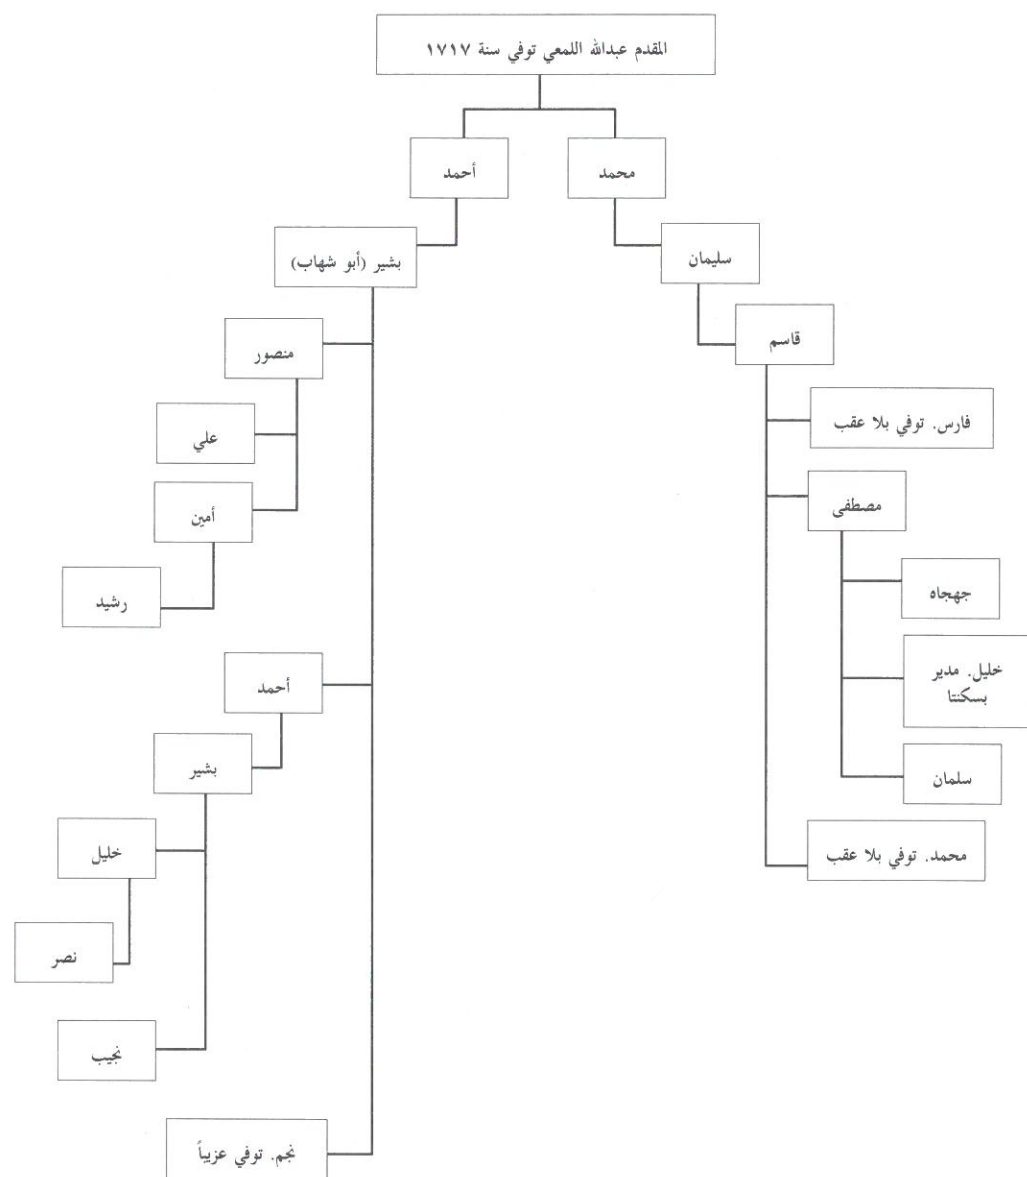 المقدم عبدالله اللمعي توفي سنة ١٧١٧
محمد
أحمد
سليمان
بشير (أبو شهاب)
قاسم
منصور
فارس. توفي بلا عقب
علي
مصطفى
أمين
جهجاه
رشيد
خليل. مدير
بسكنتا
أحمد
سلمان
بشير
محمد. توفي بلا عقب
خليل
نصر
نجيب
نجم. توفي عزيباً